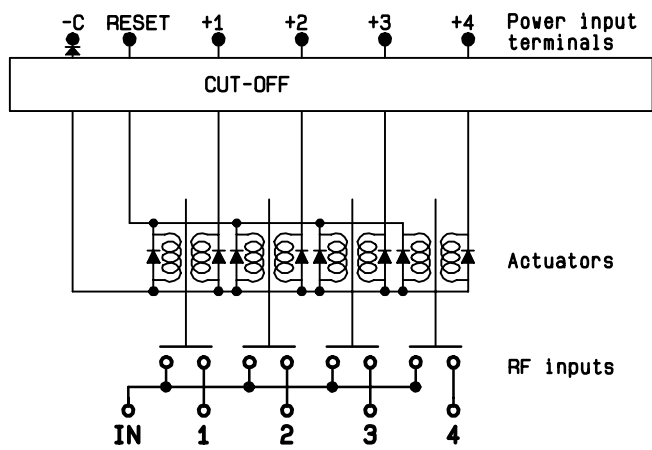 -C RESET +1 +2 +3 +4 Power input
terminals
CUT-OFF
Actuators
RF inputs
IN 1 2 3 4